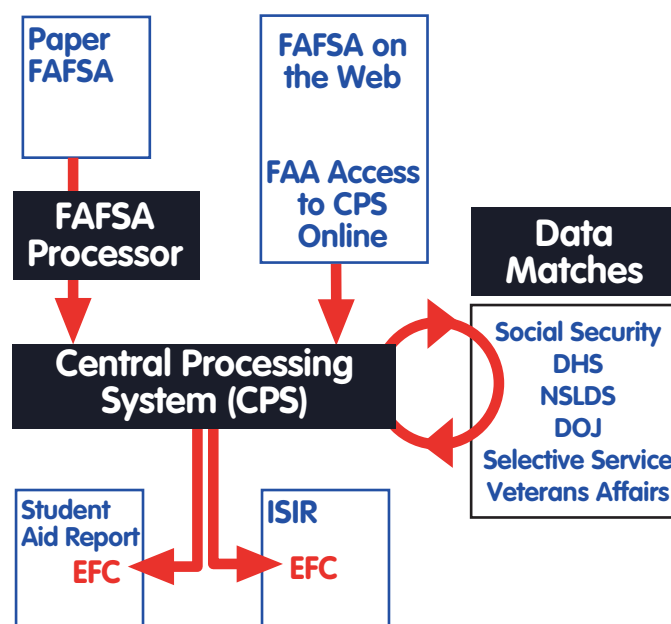 Paper
FAFSA
FAFSA on
the Web
FAA Access
to CPS
Online
FAFSA
Processor
Data
Matches
Social Security
DHS
NSLDS
DOJ
Selective Service
Veterans Affairs
Central Processing
System (CPS)
Student
Aid Report
EFC
ISIR
EFC